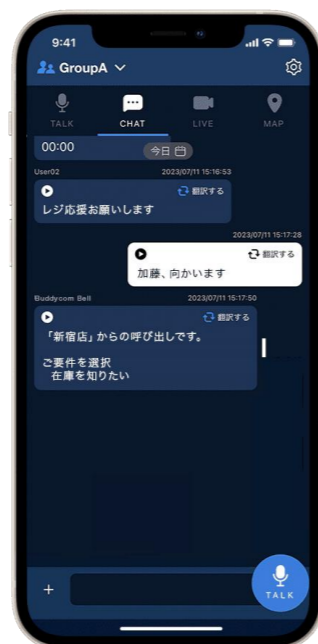 9:41
GroupA
TALK
CHAT
LIVE
MAP
00:00
今日
User02
2023/07/11 15:16:53
翻訳する
レジ応援お願いします
2023/07/11 15:17:28
翻訳する
加藤、向かいます
Buddycom Bell
2023/07/11 15:17:50
翻訳する
「新宿店」からの呼び出しです。
ご要件を選択
在庫を知りたい
+
TALK